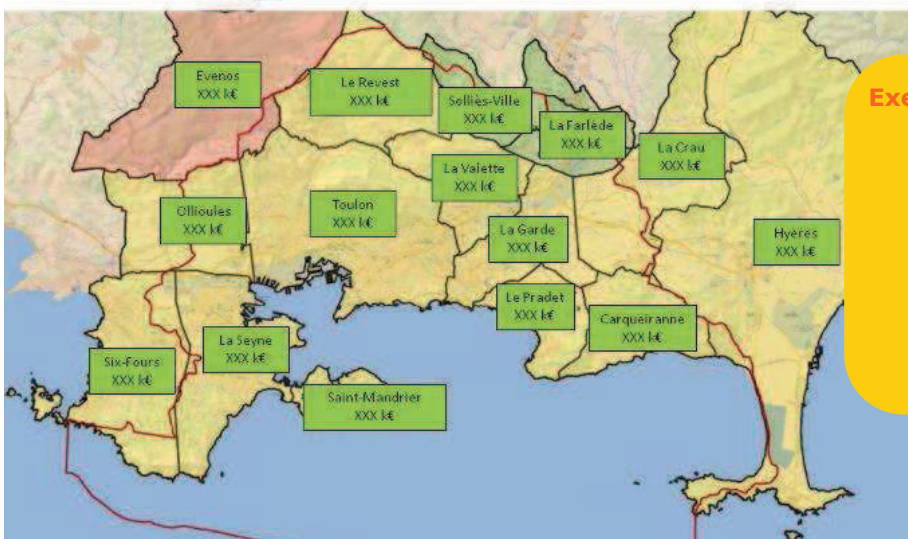 Evenos
XXX k€
Le Revest
XXX k€
Solliès-Ville
XXX k€
La Farlède
XXX k€
La Crau
XXX k€
La Valette
XXX k€
Ollioules
XXX k€
Toulon
XXX k€
La Garde
XXX k€
Hyères
XXX k€
Le Pradet
XXX k€
Carqueiranne
XXX k€
La Seyne
XXX k€
Six-Fours
XXX k€
Saint-Mandrier
XXX k€
Exe